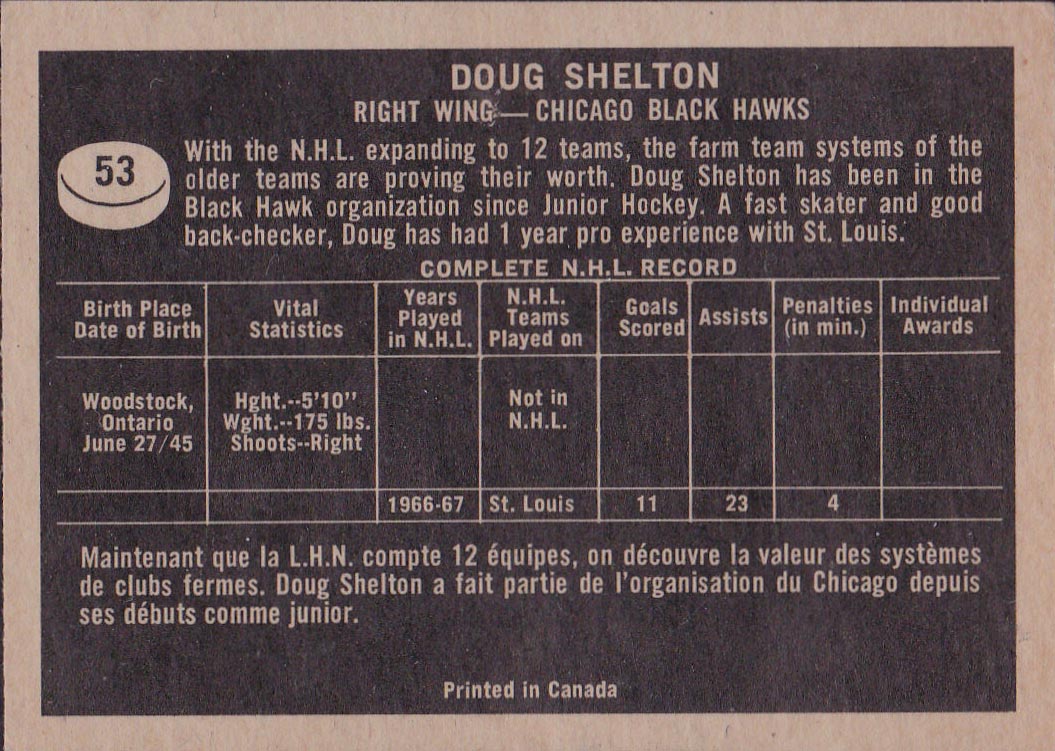 DOUG SHELTON
RIGHT WING — CHICAGO BLACK HAWKS
53
With the N.H.L. expanding to 12 teams, the farm team systems of the
older teams are proving their worth. Doug Shelton has been in the
Black Hawk organization since Junior Hockey. A fast skater and good
back-checker, Doug has had 1 year pro experience with St. Louis.
COMPLETE N.H.L. RECORD
Birth Place
Date of Birth
Vital
Statistics
Years
Played
in N.H.L.
N.H.L.
Teams
Played on
Goals
Scored
Assists
Penalties
(in min.)
Individual
Awards
Woodstock,
Ontario
June 27/45
Hght.--5'10"
Wght.--175 lbs.
Shoots--Right
Not in
N.H.L.
1966-67 St. Louis 11 23 4
Maintenant que la L.H.N. compte 12 équipes, on découvre la valeur des systèmes
de clubs fermes. Doug Shelton a fait partie de l'organisation du Chicago depuis
ses débuts comme junior.
Printed in Canada